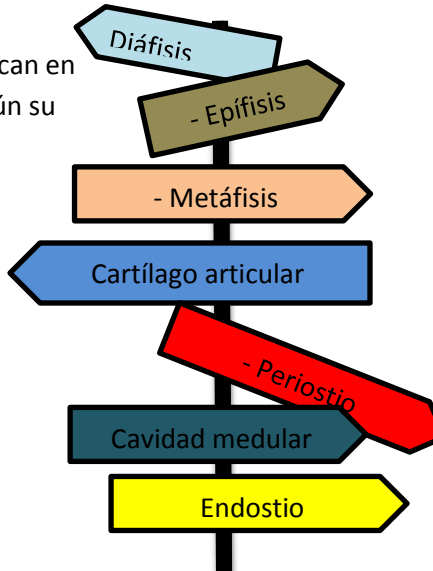 Diáfisis
can en
ún su
- Epífisis
- Metáfisis
Cartílago articular
- Periostio
Cavidad medular
Endostio